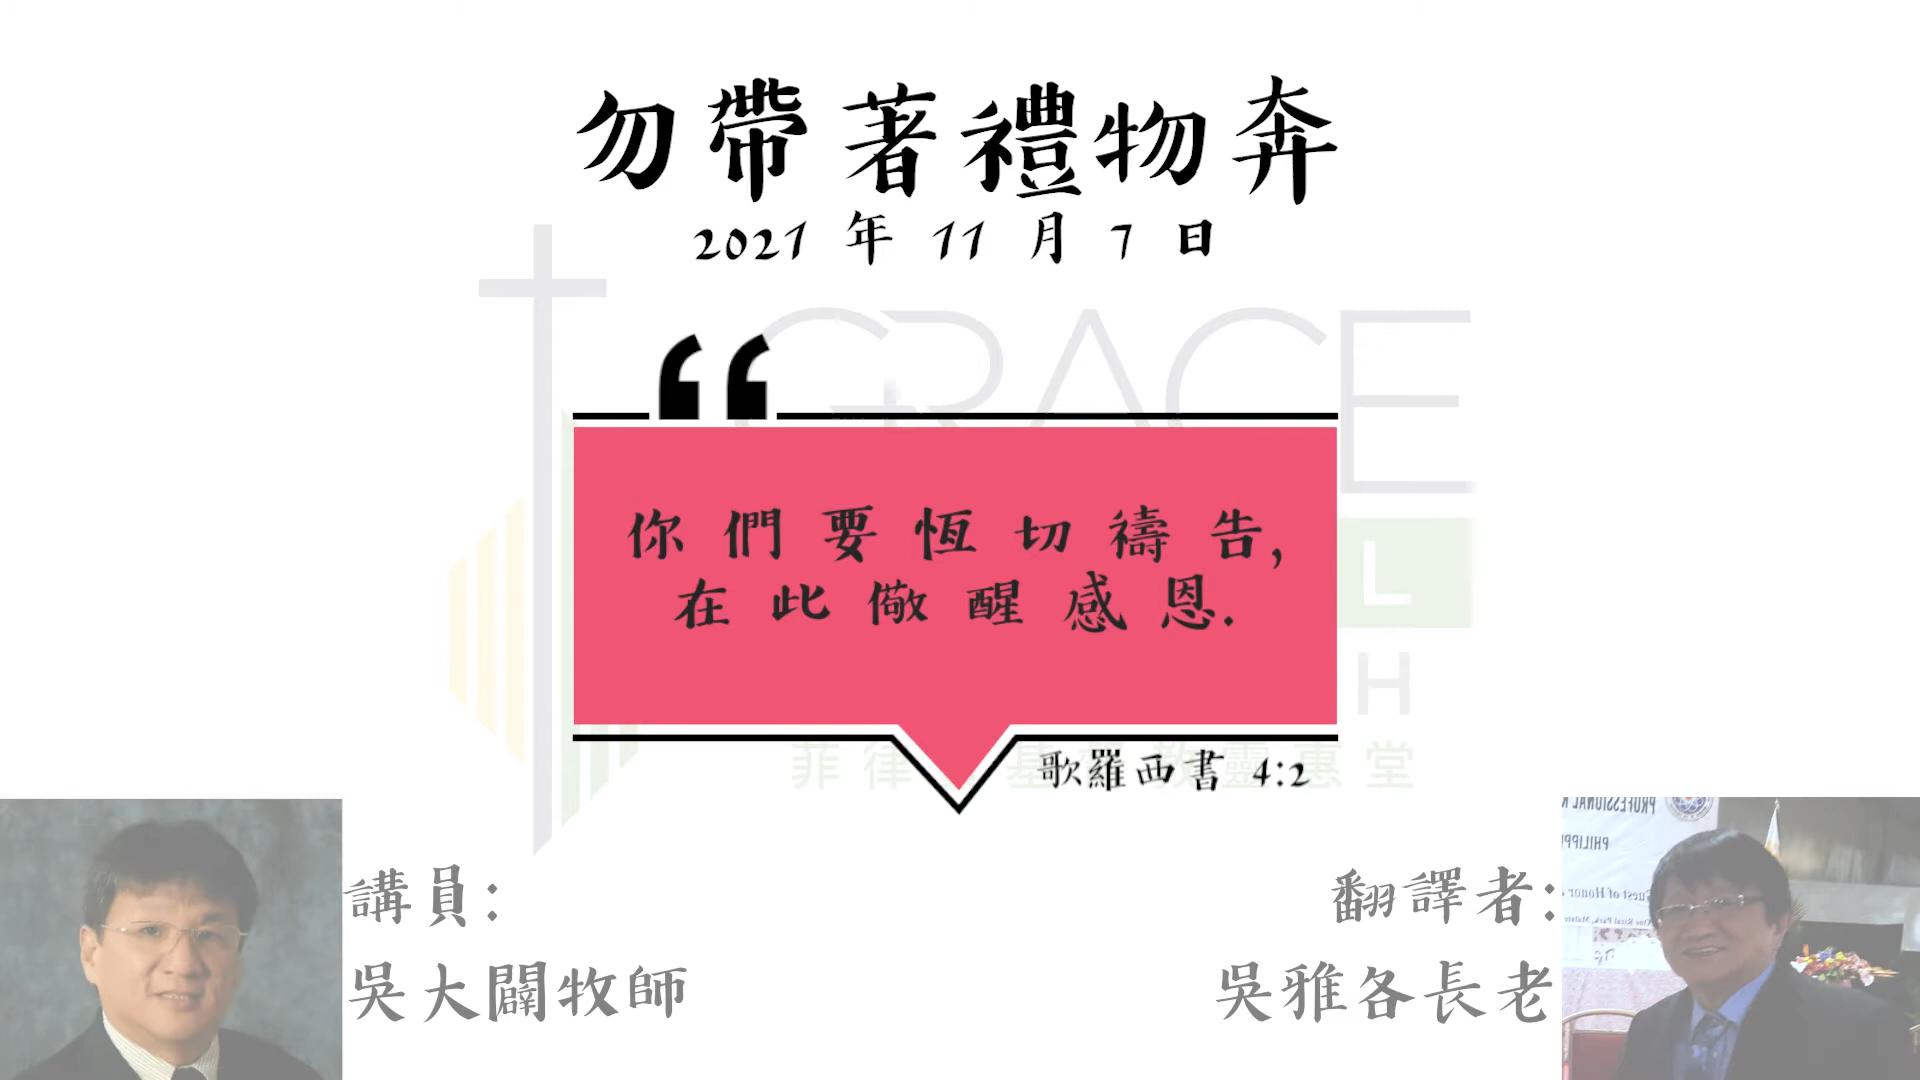 勿帶著禮物奔
2021 年 11 月 7 日
GRACE
你們要恆切禱告,
在此儆醒感恩.
L
H
歌羅西書 4:2
講員:
吳大闢牧師
翻譯者:
吳雅各長老